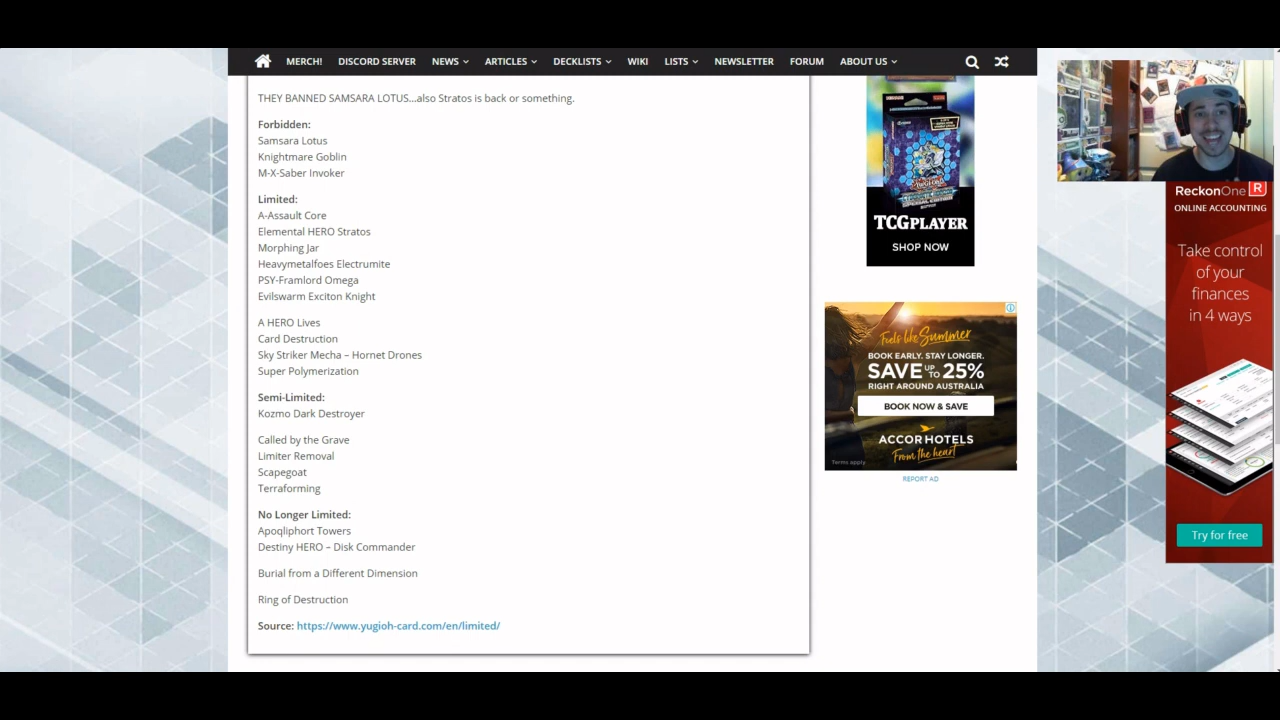 MERCH! DISCORD SERVER NEWS ARTICLES DECKLISTS WIKI LISTS NEWSLETTER FORUM ABOUT US
THEY BANNED SAMSARA LOTUS...also Stratos is back or something.
Forbidden:
Samsara Lotus
Knightmare Goblin
M-X-Saber Invoker
Limited:
A-Assault Core
Elemental HERO Stratos
Morphing Jar
Heavymetalfoes Electrumite
PSY-Framlord Omega
Evilswarm Exciton Knight
A HERO Lives
Card Destruction
Sky Striker Mecha – Hornet Drones
Super Polymerization
Semi-Limited:
Kozmo Dark Destroyer
Called by the Grave
Limiter Removal
Scapegoat
Terraforming
No Longer Limited:
Apoqliphort Towers
Destiny HERO – Disk Commander
Burial from a Different Dimension
Ring of Destruction
Source: https://www.yugioh-card.com/en/limited/
TCGPLAYER
SHOP NOW
Feels like Summer
BOOK EARLY. STAY LONGER.
SAVE UP TO 25%
RIGHT AROUND AUSTRALIA
BOOK NOW & SAVE
ACCOR HOTELS
From the heart
Terms apply.
REPORT AD
ReckonOne R
ONLINE ACCOUNTING
Take control
of your
finances
in 4 ways
Try for free